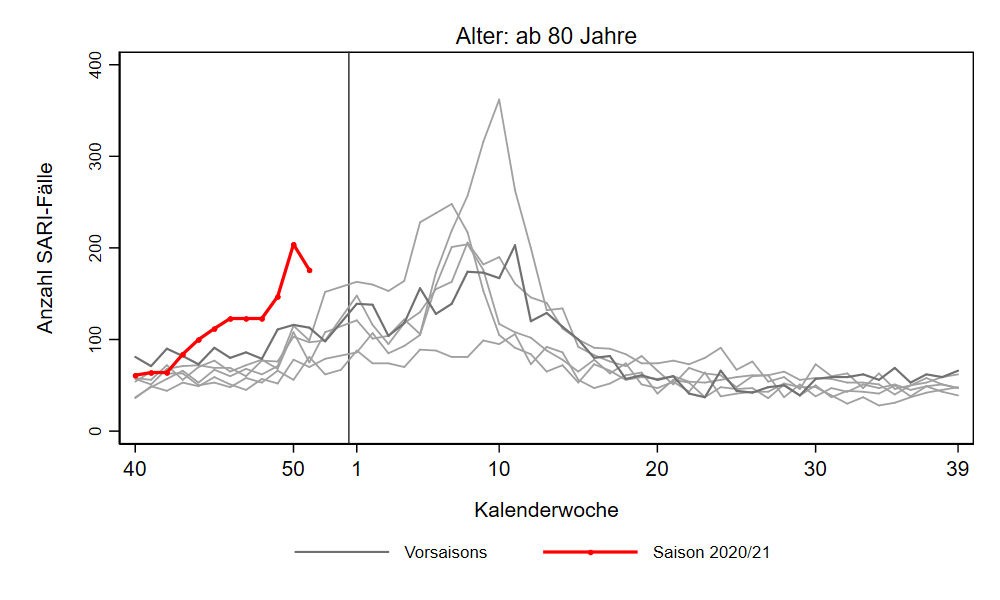 Alter: ab 80 Jahre
Anzahl SARI-Fälle
400
300
200
100
0
40 50 1 10 20 30 39
Kalenderwoche
Vorsaisons Saison 2020/21